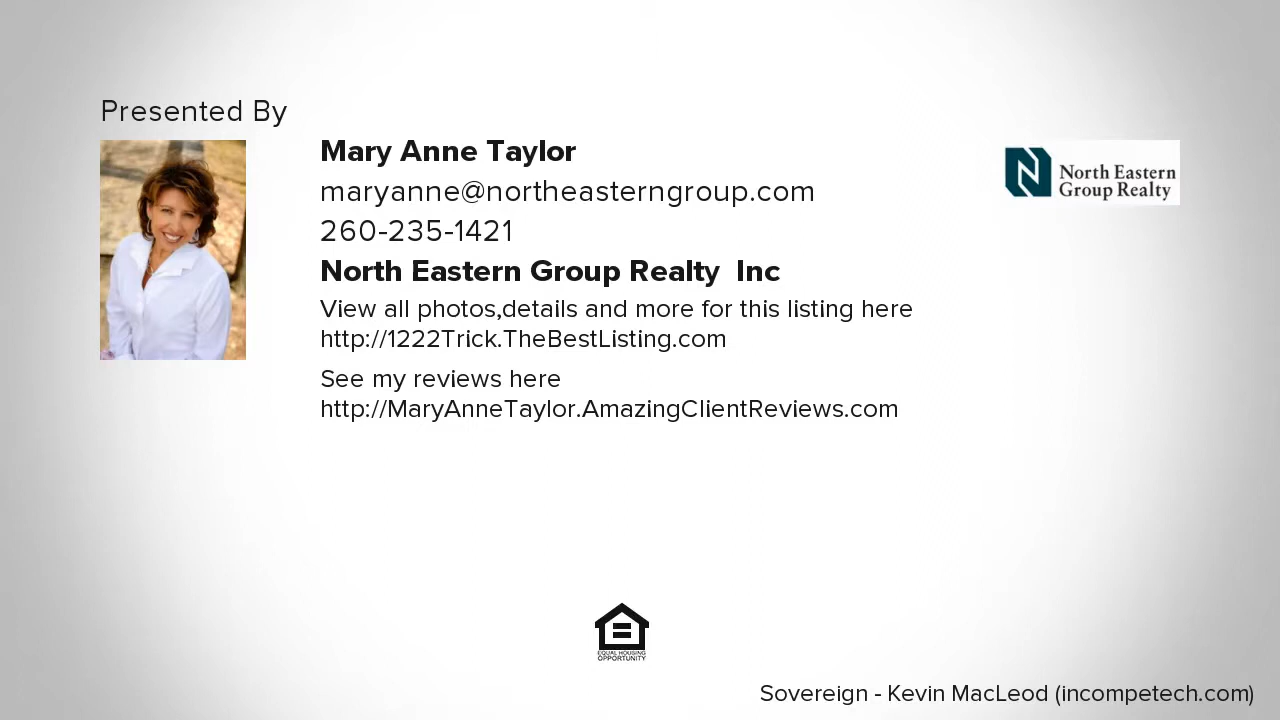 Presented By
Mary Anne Taylor
maryanne@northeasterngroup.com
260-235-1421
North Eastern Group Realty  Inc
View all photos,details and more for this listing here
http://1222Trick.TheBestListing.com
See my reviews here
http://MaryAnneTaylor.AmazingClientReviews.com
North Eastern
Group Realty
EQUAL HOUSING
OPPORTUNITY
Sovereign - Kevin MacLeod (incompetech.com)